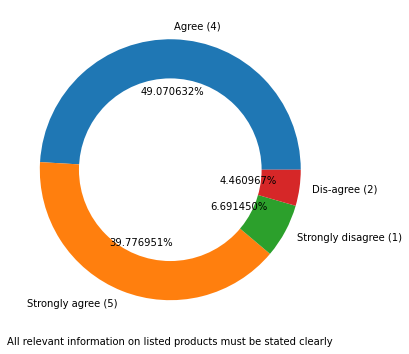 Agree (4)
49.070632%
4.460967%
Dis-agree (2)
6.691450%
Strongly disagree (1)
39.776951%
Strongly agree (5)
All relevant information on listed products must be stated clearly